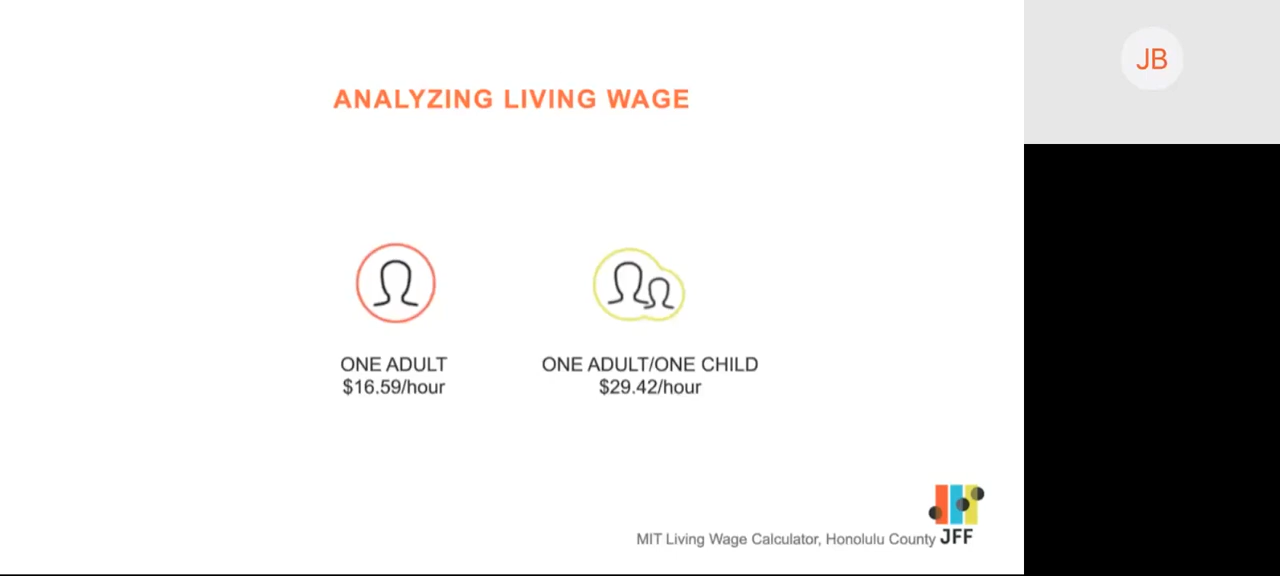 ANALYZING LIVING WAGE
JB
ONE ADULT
$16.59/hour
ONE ADULT/ONE CHILD
$29.42/hour
MIT Living Wage Calculator, Honolulu County
JFF